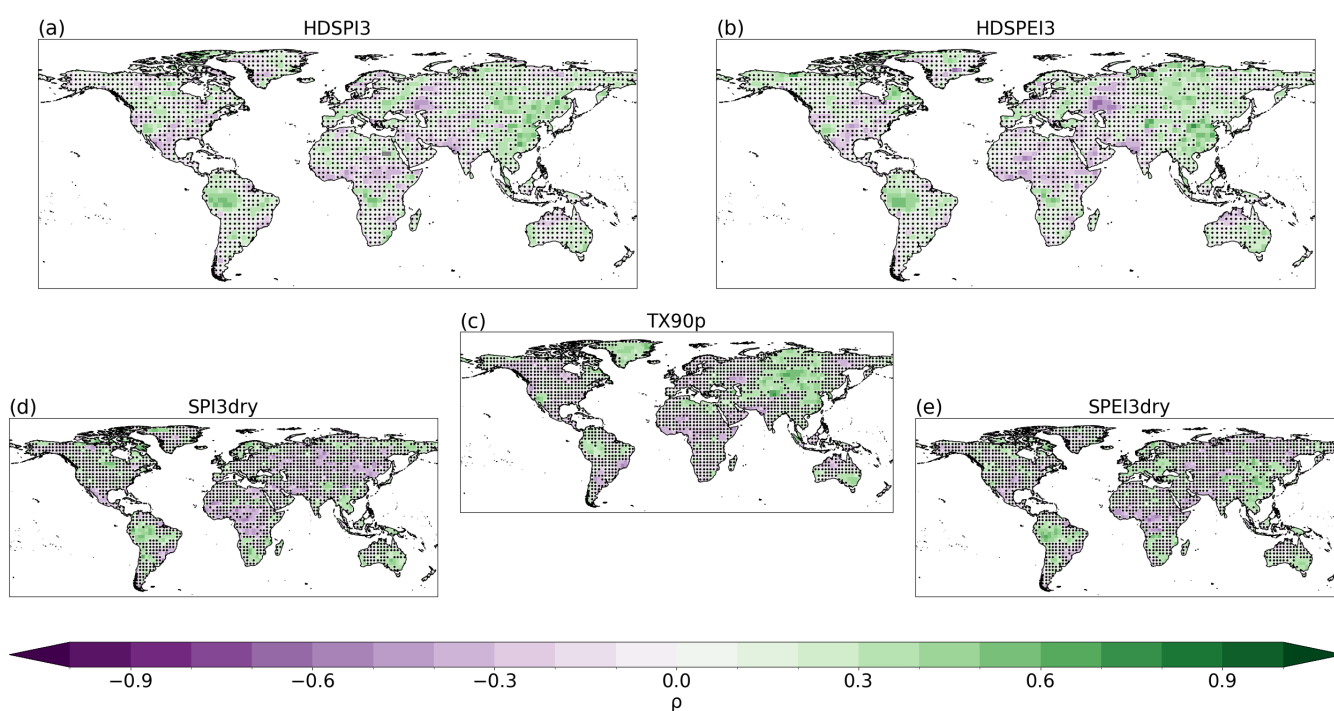 (a) HDSPI3
(b) HDSPEI3
(c) TX90p
(d) SPI3dry
(e) SPEI3dry
−0.9 −0.6 −0.3 0.0 0.3 0.6 0.9
ρ